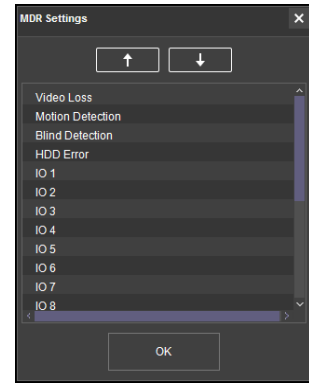 MDR Settings
Video Loss
Motion Detection
Blind Detection
HDD Error
IO 1
IO 2
IO 3
IO 4
IO 5
IO 6
IO 7
IO 8
OK